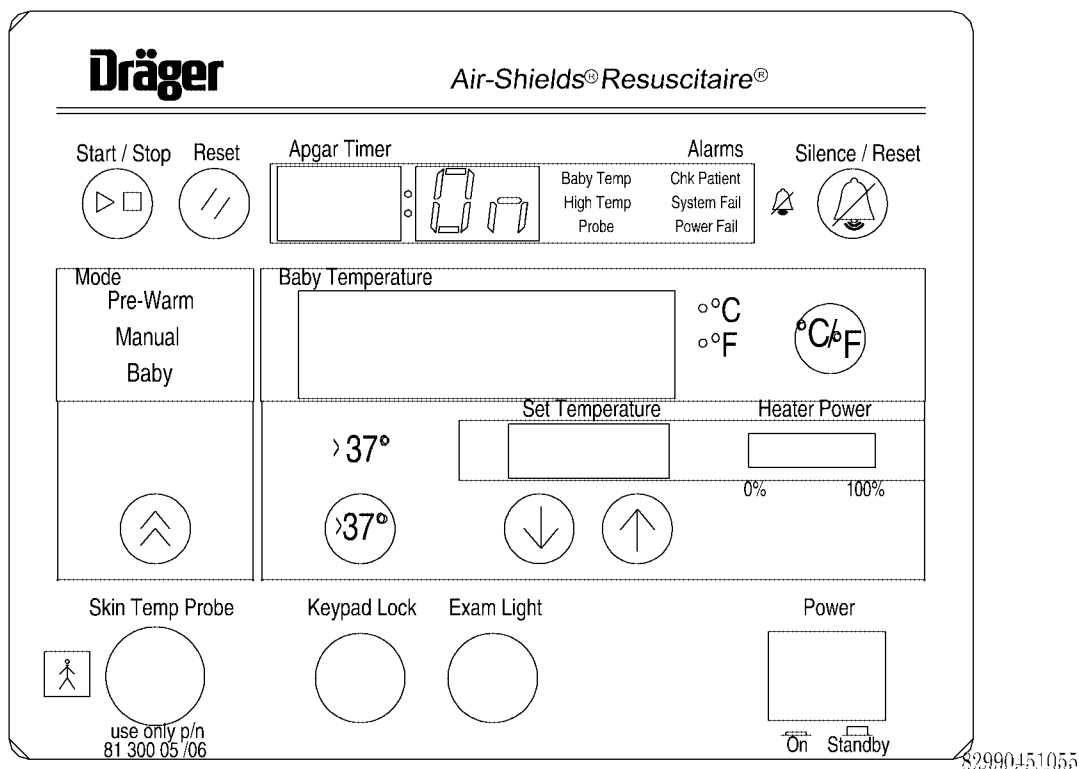 Dräger
Air-Shields® Resuscitaire®
Start / Stop
Reset
Apgar Timer
Alarms
Silence / Reset
: 0n
Baby Temp
Chk Patient
High Temp
System Fail
Probe
Power Fail
Mode
Pre-Warm
Manual
Baby
Baby Temperature
°C
°F
°C/°F
Set Temperature
Heater Power
>37°
0%
100%
>37°
Skin Temp Probe
Keypad Lock
Exam Light
Power
use only p/n
81 300 05 /06
On
Standby
82990451055